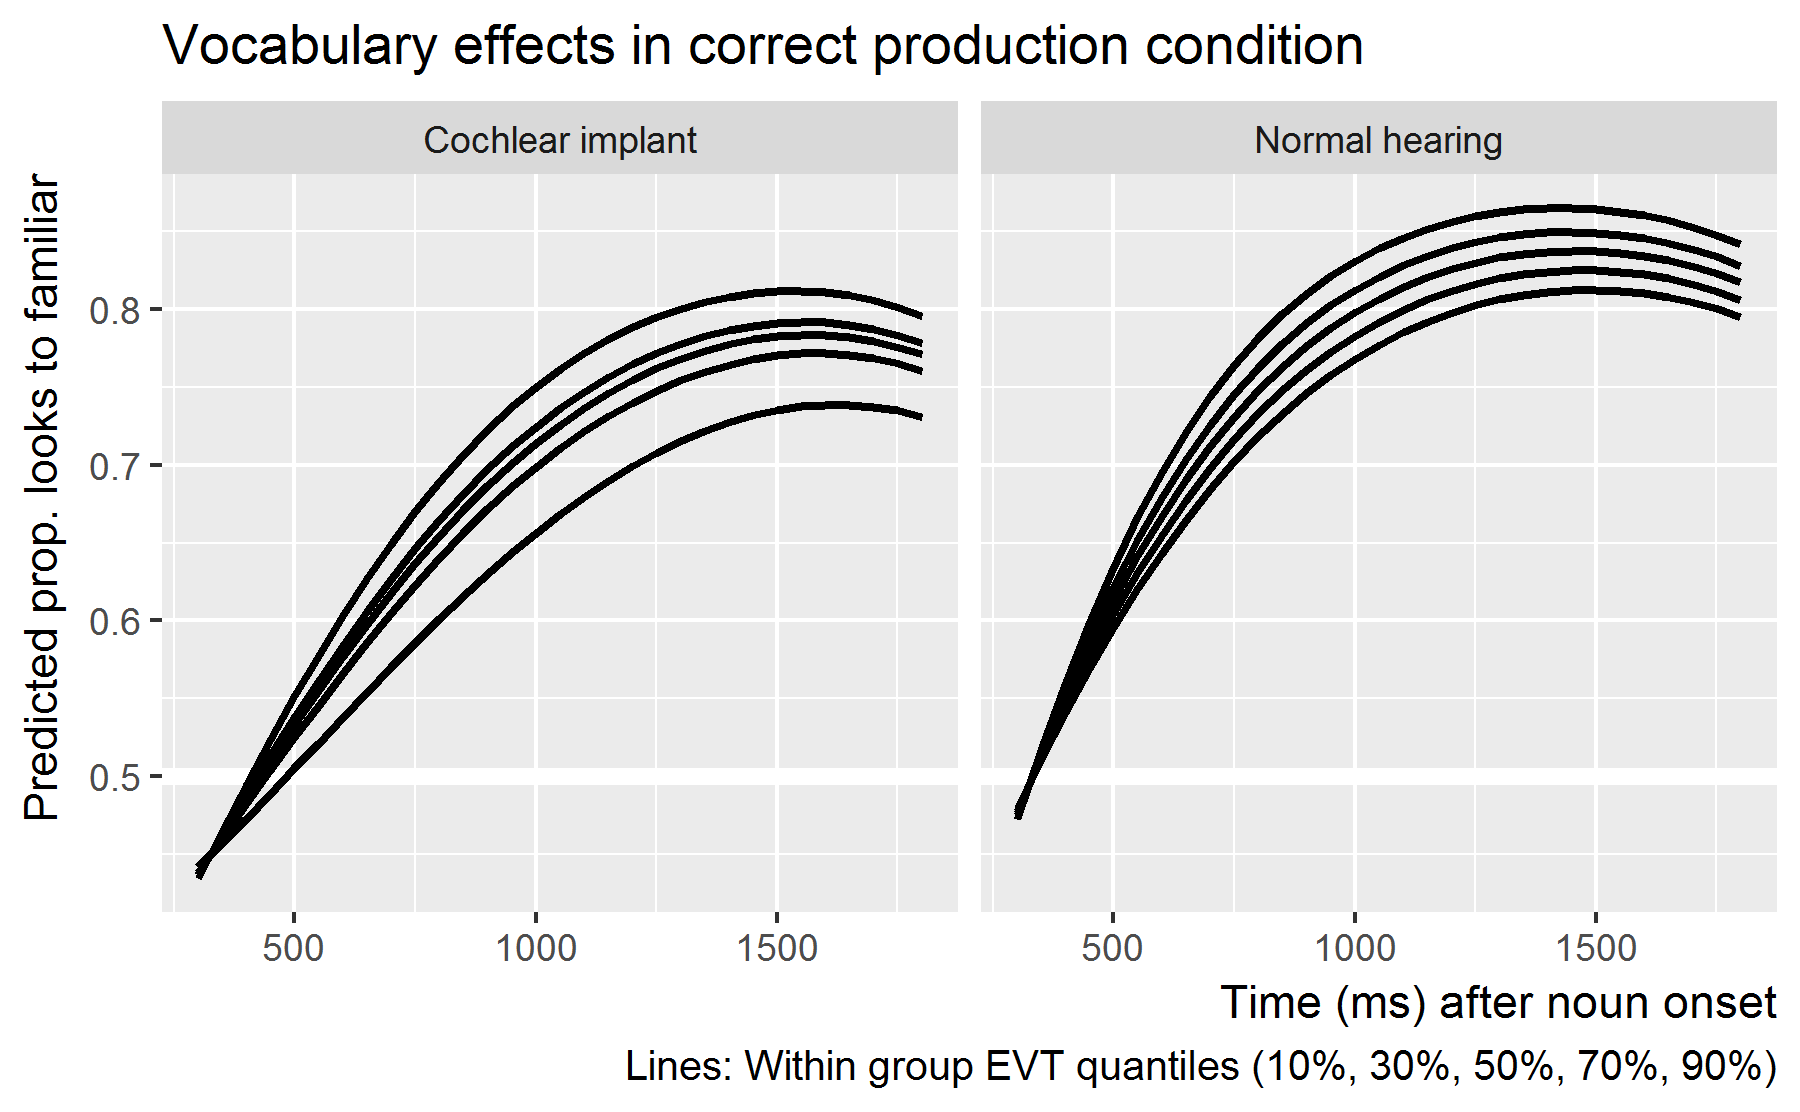 Vocabulary effects in correct production condition
Cochlear implant
Normal hearing
Predicted prop. looks to familiar
0.8
0.7
0.6
0.5
500 1000 1500
500 1000 1500
Time (ms) after noun onset
Lines: Within group EVT quantiles (10%, 30%, 50%, 70%, 90%)